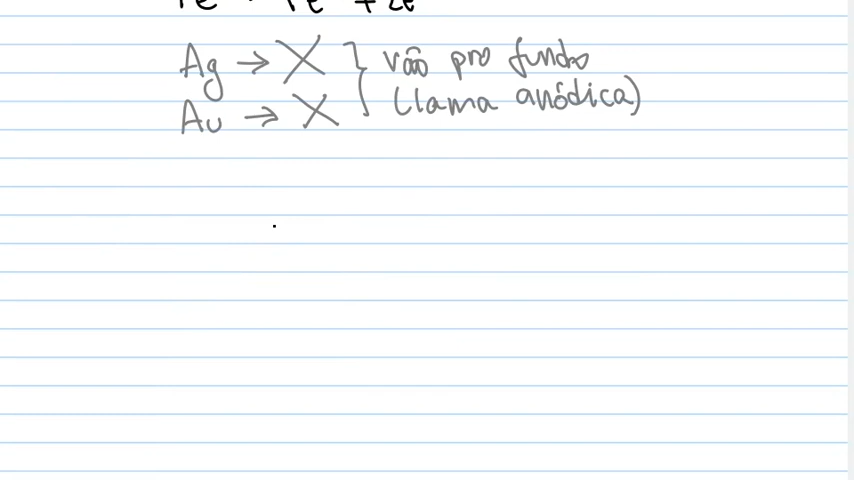 Ag → X } vão pro fundo
Au → X (lama anódica)